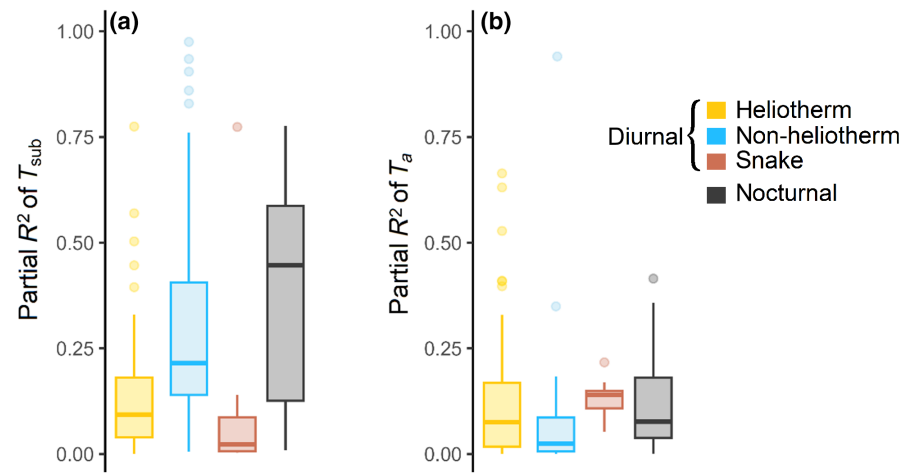 (a)
1.00
0.75
0.50
0.25
0.00
Partial R² of Tsub
(b)
1.00
0.75
0.50
0.25
0.00
Partial R² of Ta
Diurnal
Heliotherm
Non-heliotherm
Snake
Nocturnal